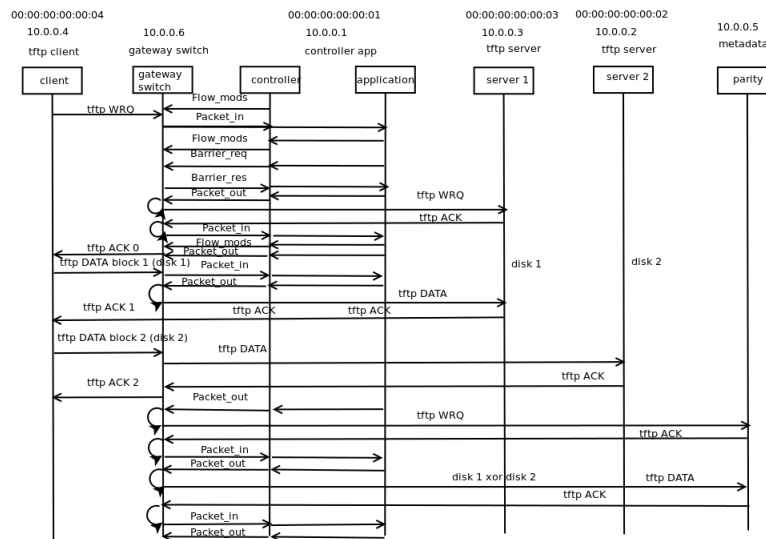 00:00:00:00:00:04
00:00:00:00:00:01
00:00:00:00:00:03
00:00:00:00:00:02
10.0.0.4
10.0.0.6
10.0.0.1
10.0.0.3
10.0.0.2
10.0.0.5
tftp client
gateway switch
controller app
tftp server
tftp server
metadata
client
gateway switch
controller
application
server 1
server 2
parity
Flow_mods
tftp WRQ
Packet_in
Flow_mods
Barrier_req
Barrier_res
Packet_out
tftp WRQ
tftp ACK
Packet_in
Flow_mods
tftp ACK 0
Packet_out
tftp DATA block 1 (disk 1)
Packet_in
disk 1
disk 2
Packet_out
tftp DATA
tftp ACK 1
tftp ACK
tftp ACK
tftp DATA block 2 (disk 2)
tftp DATA
tftp ACK
tftp ACK 2
Packet_out
tftp WRQ
tftp ACK
Packet_in
Packet_out
disk 1 xor disk 2
tftp DATA
tftp ACK
Packet_in
Packet_out